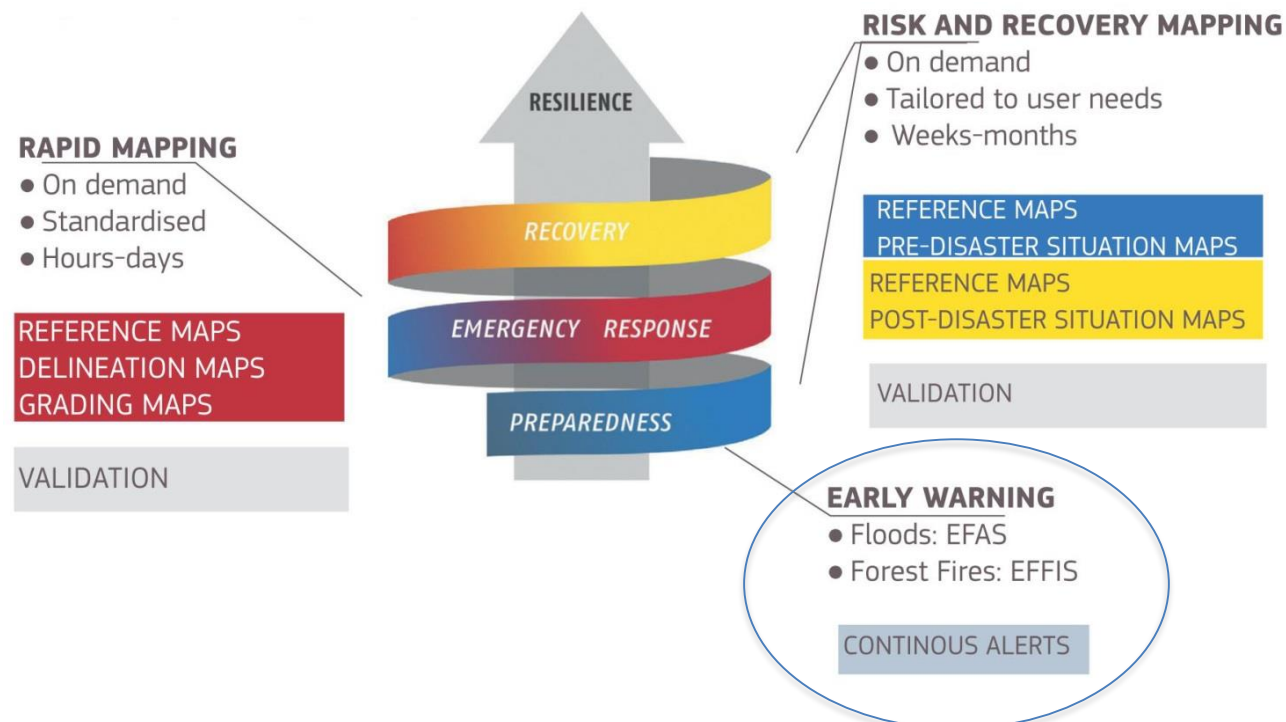 RISK AND RECOVERY MAPPING
● On demand
● Tailored to user needs
● Weeks-months
RESILIENCE
RAPID MAPPING
● On demand
● Standardised
● Hours-days
RECOVERY
REFERENCE MAPS
PRE-DISASTER SITUATION MAPS
REFERENCE MAPS
POST-DISASTER SITUATION MAPS
EMERGENCY RESPONSE
REFERENCE MAPS
DELINEATION MAPS
GRADING MAPS
VALIDATION
PREPAREDNESS
VALIDATION
EARLY WARNING
● Floods: EFAS
● Forest Fires: EFFIS
CONTINOUS ALERTS